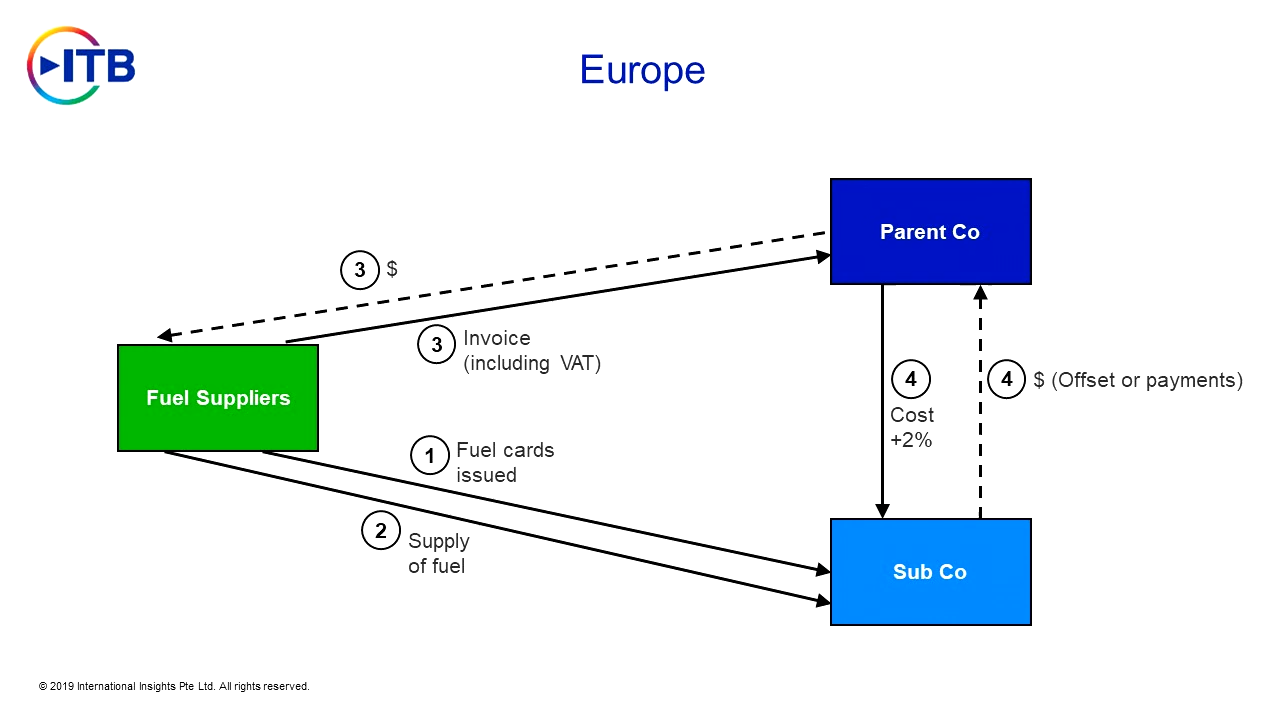 ITB
Europe
Parent Co
3 $
3 Invoice
(including VAT)
Fuel Suppliers
4
Cost
+2%
4 $ (Offset or payments)
1 Fuel cards
issued
2 Supply
of fuel
Sub Co
© 2019 International Insights Pte Ltd. All rights reserved.